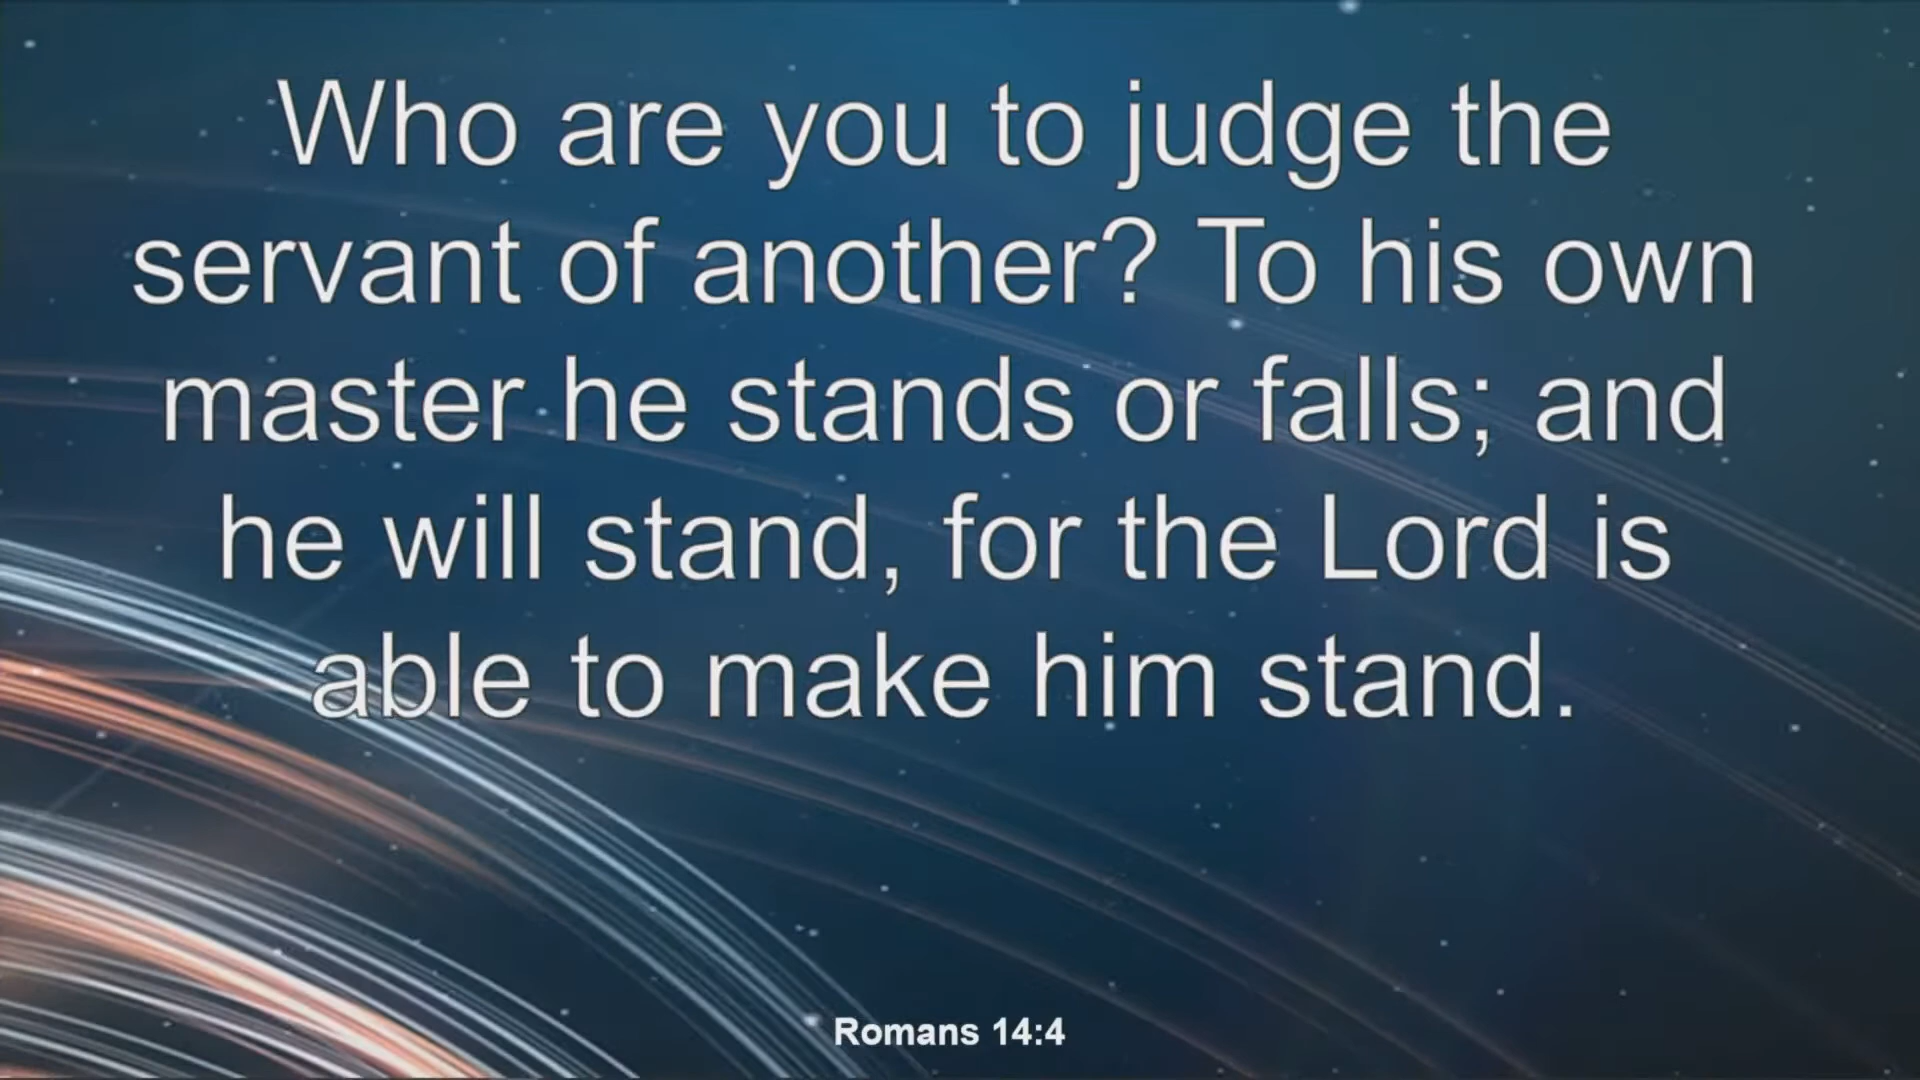 Who are you to judge the
servant of another? To his own
master he stands or falls; and
he will stand, for the Lord is
able to make him stand.
Romans 14:4